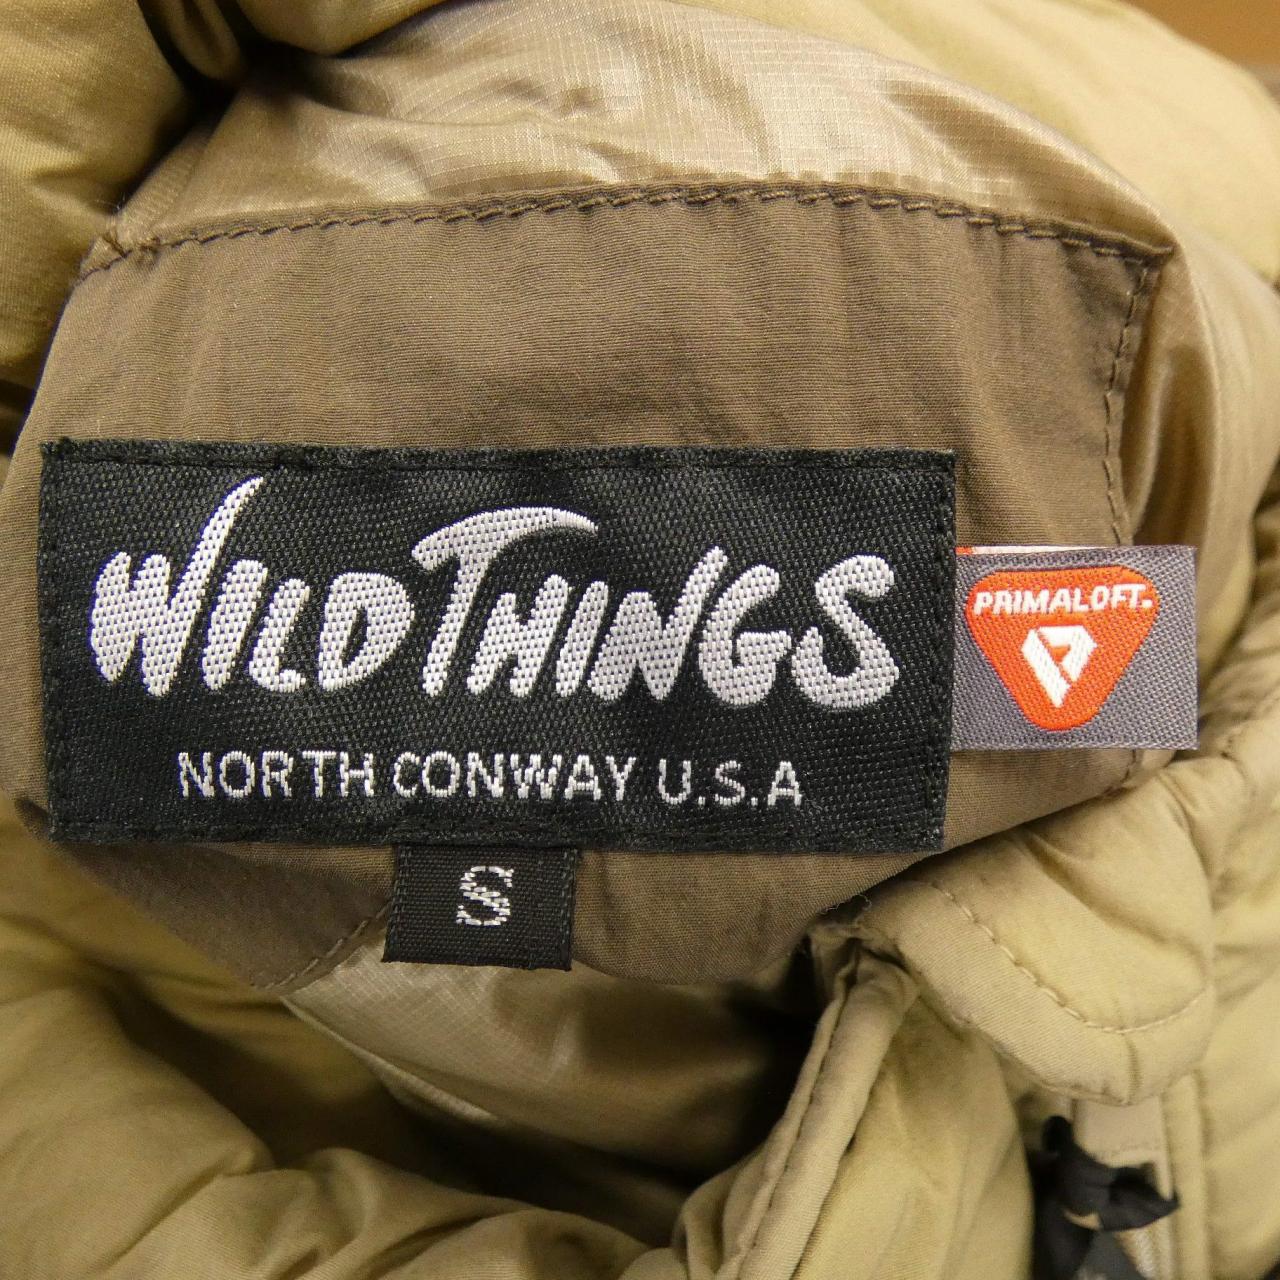 WILDTHINGS
NORTH CONWAY U.S.A
PRIMALOFT.
S